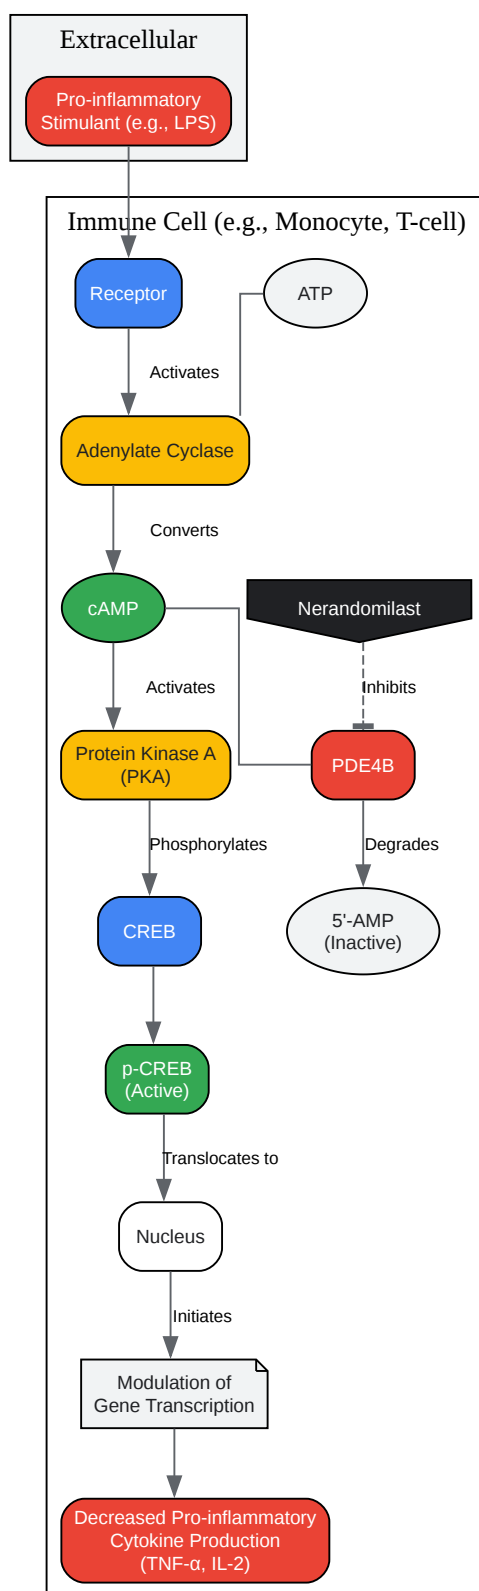 Extracellular
Pro-inflammatory
Stimulant (e.g., LPS)
Immune Cell (e.g., Monocyte, T-cell)
Receptor
ATP
Activates
Adenylate Cyclase
Converts
cAMP
Nerandomilast
Activates
Inhibits
Protein Kinase A
(PKA)
PDE4B
Phosphorylates
Degrades
CREB
5'-AMP
(Inactive)
p-CREB
(Active)
Translocates to
Nucleus
Initiates
Modulation of
Gene Transcription
Decreased Pro-inflammatory
Cytokine Production
(TNF-α, IL-2)